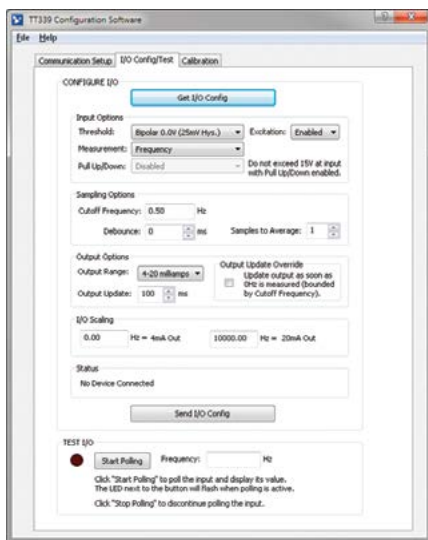 TT339 Configuration Software
File Help
Communication Setup I/O Config/Test Calibration
CONFIGURE I/O
Get I/O Config
Input Options
Threshold: Bipolar 0.0V (25mV Hys.) Excitation: Enabled
Measurement: Frequency
Pull Up/Down: Disabled Do not exceed 15V at input
with Pull Up/Down enabled.
Sampling Options
Cutoff Frequency: 0.50 Hz
Debounce: 0 ms Samples to Average: 1
Output Options
Output Range: 4-20 milliamps
Output Update: 100 ms
Output Update Override
Update output as soon as
0Hz is measured (bounded
by Cutoff Frequency).
I/O Scaling
0.00 Hz = 4mA Out 10000.00 Hz = 20mA Out
Status
No Device Connected
Send I/O Config
TEST I/O
Start Polling Frequency: Hz
Click "Start Polling" to poll the input and display its value.
The LED next to the button will flash when polling is active.
Click "Stop Polling" to discontinue polling the input.